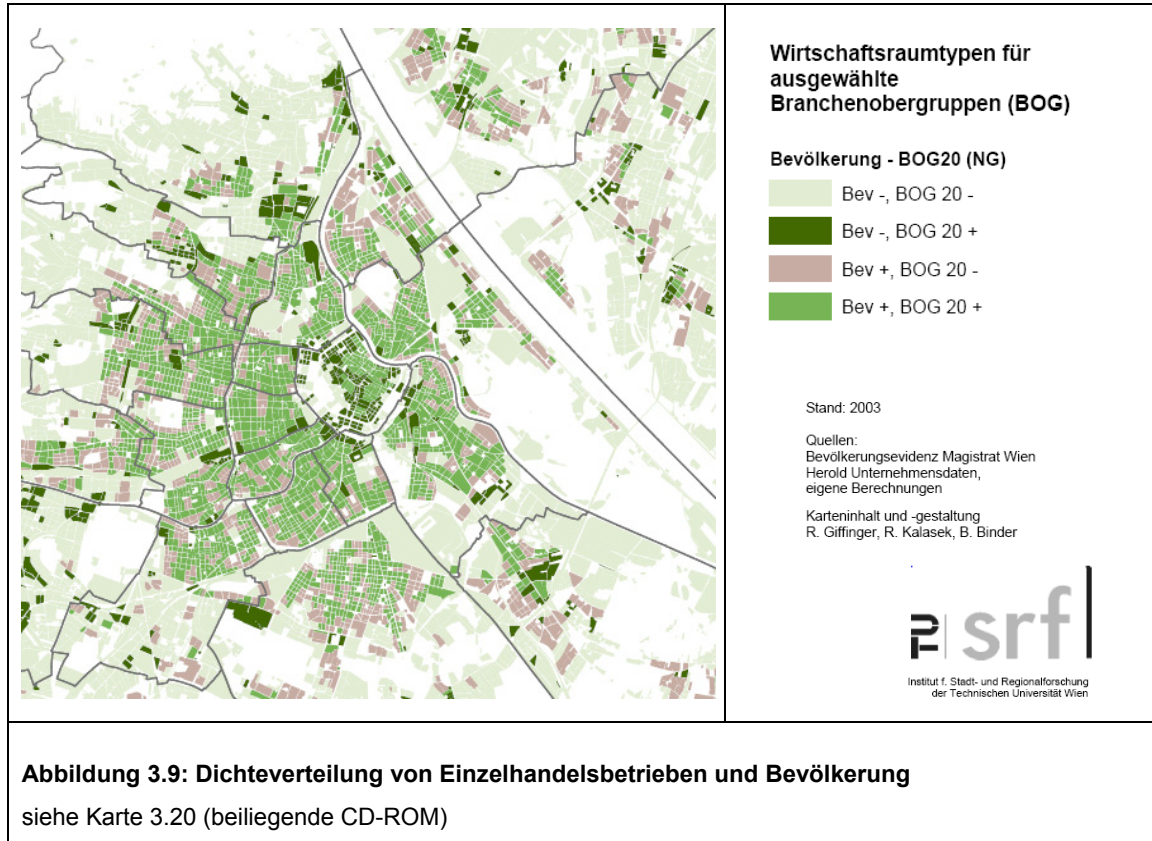 Wirtschaftsraumtypen für
ausgewählte
Branchenobergruppen (BOG)
Bevölkerung - BOG20 (NG)
Bev -, BOG 20 -
Bev -, BOG 20 +
Bev +, BOG 20 -
Bev +, BOG 20 +
Stand: 2003
Quellen:
Bevölkerungsevidenz Magistrat Wien
Herold Unternehmensdaten,
eigene Berechnungen
Karteninhalt und -gestaltung
R. Giffinger, R. Kalasek, B. Binder
srf
Institut f. Stadt- und Regionalforschung
der Technischen Universität Wien
Abbildung 3.9: Dichteverteilung von Einzelhandelsbetrieben und Bevölkerung
siehe Karte 3.20 (beiliegende CD-ROM)